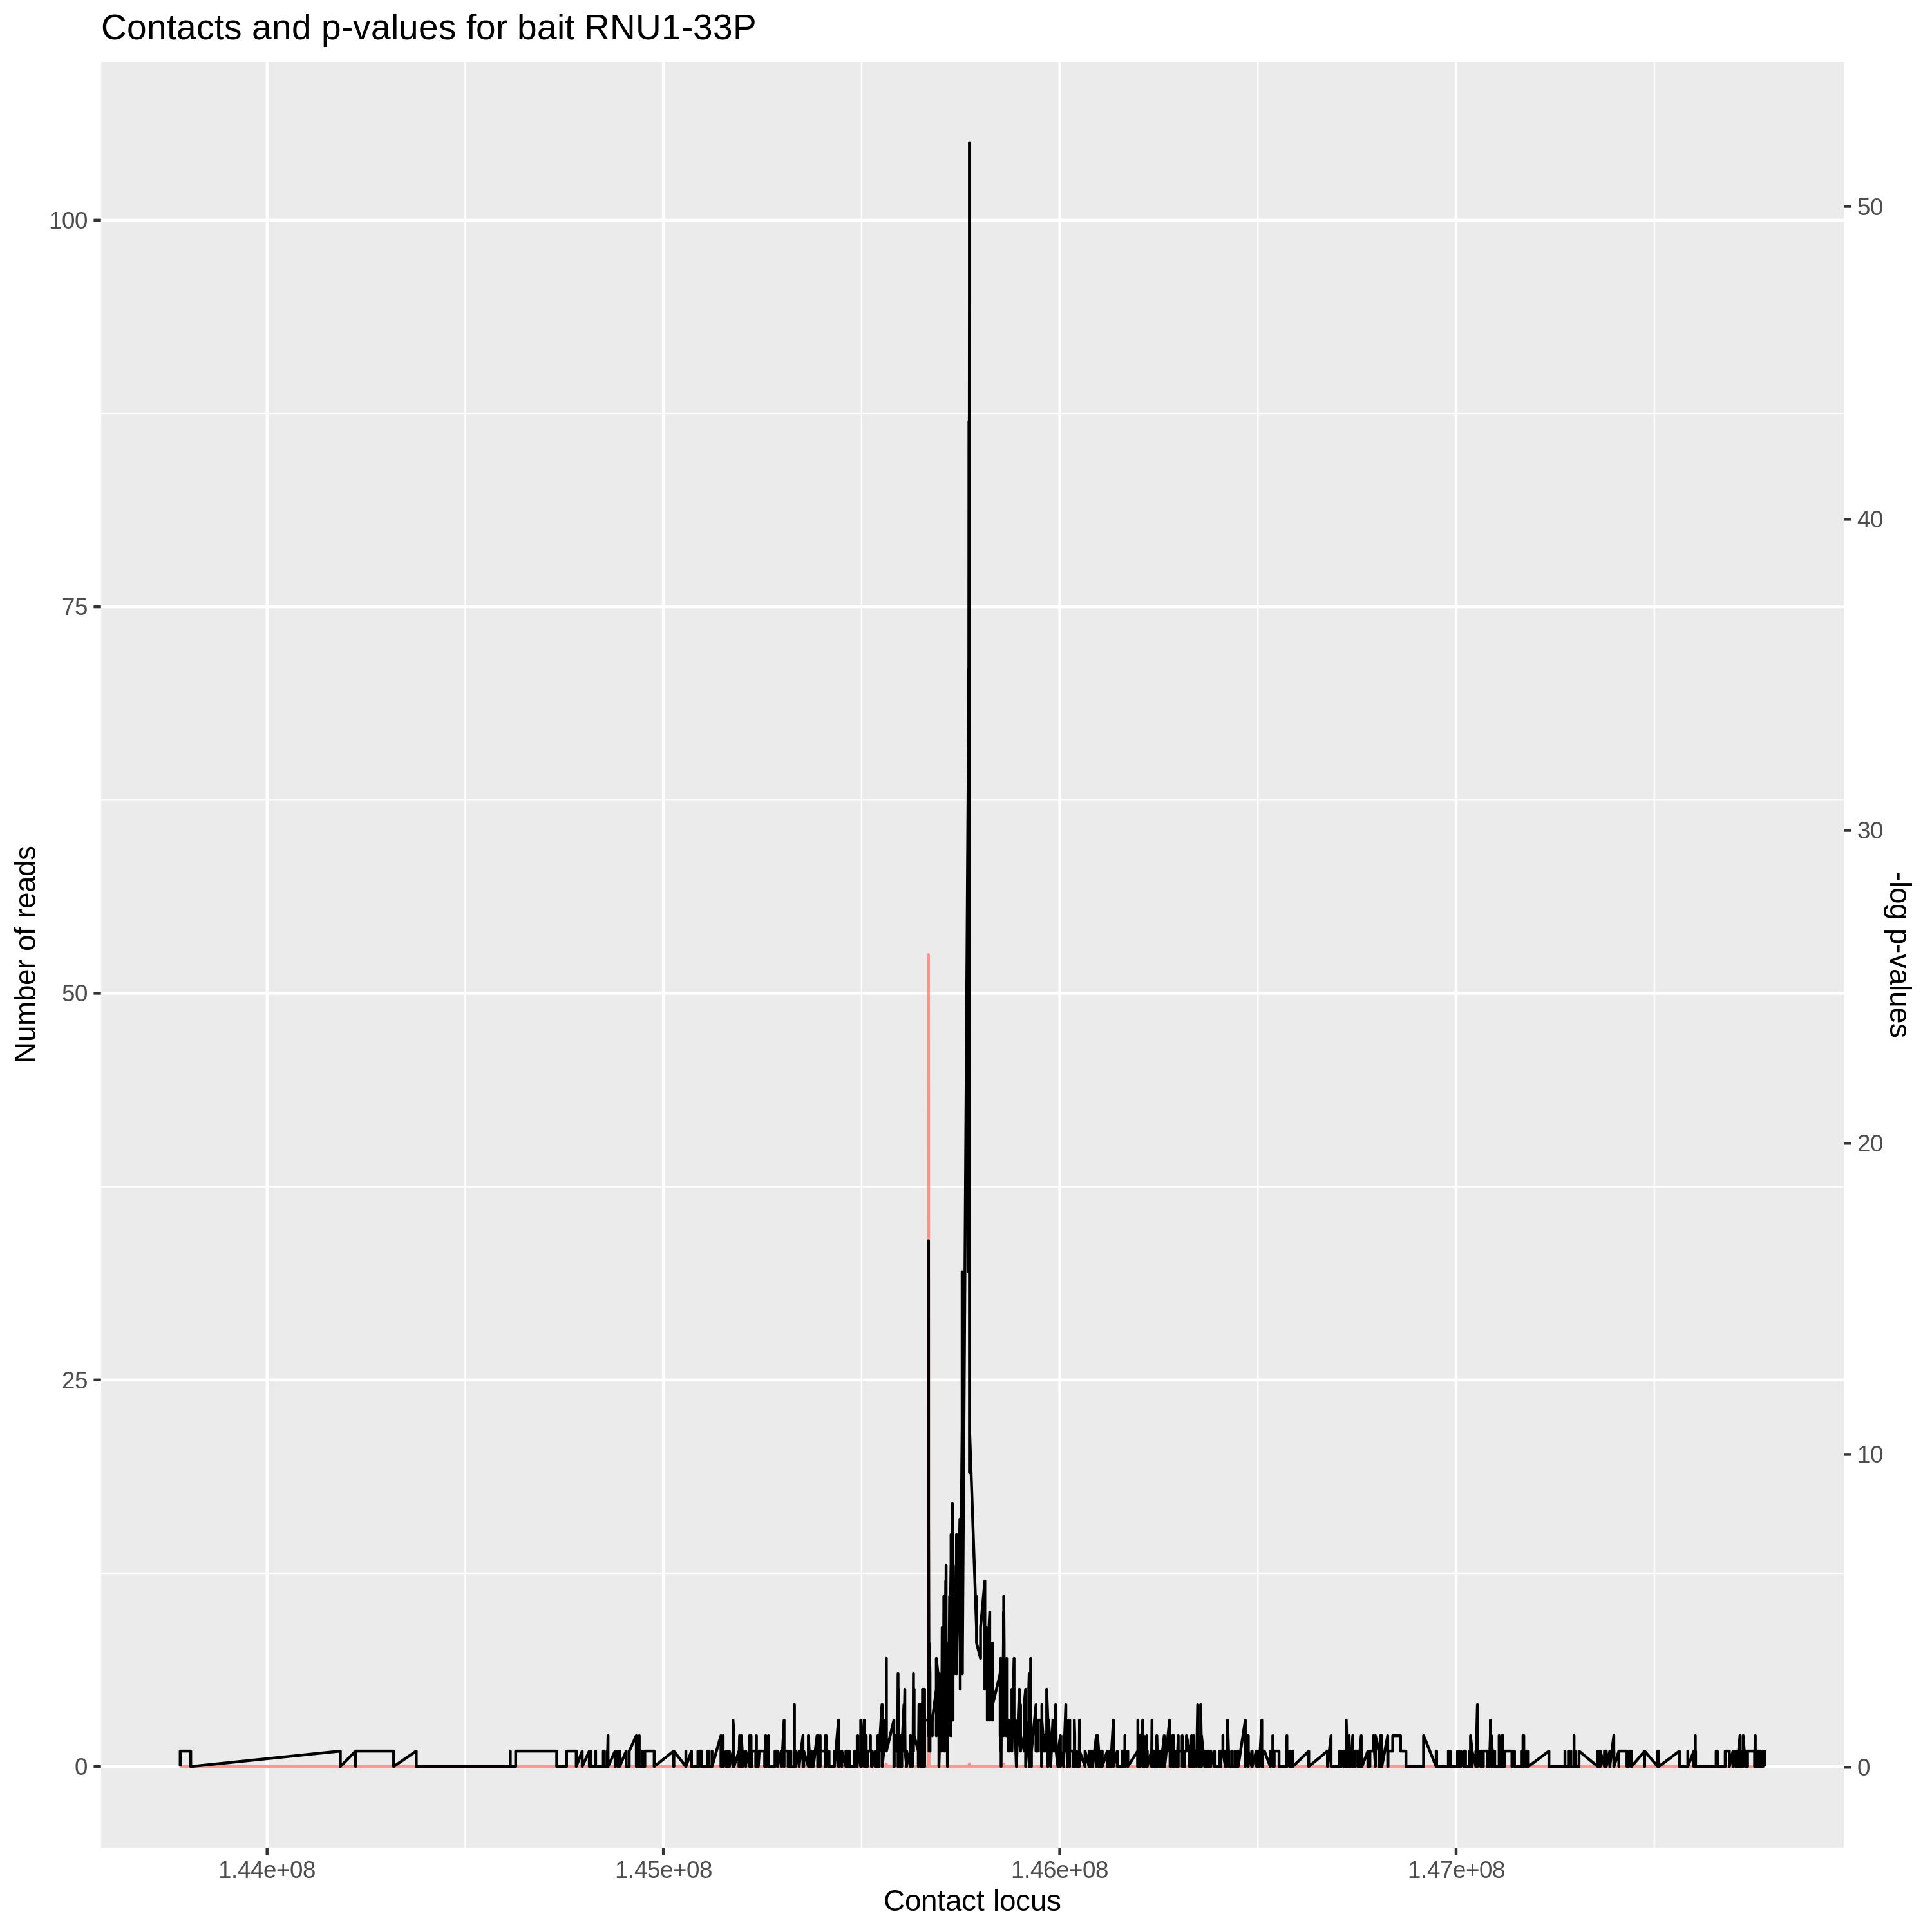 Contacts and p-values for bait RNU1-33P
100
75
50
25
0
Number of reads
50
40
30
20
10
0
-log p-values
1.44e+08
1.45e+08
1.46e+08
1.47e+08
Contact locus